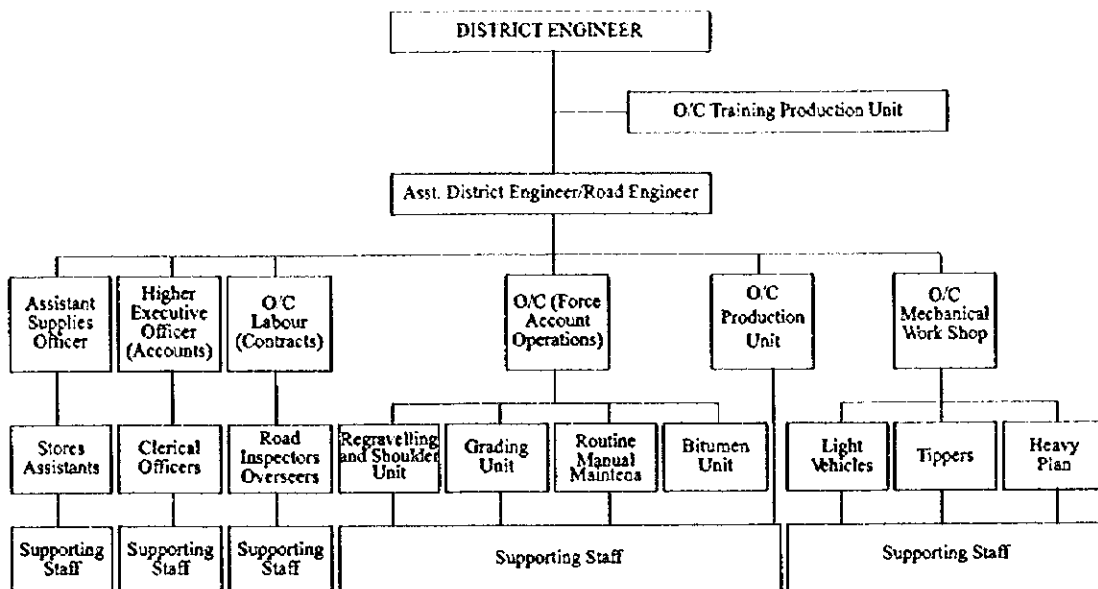 DISTRICT ENGINEER
O/C Training Production Unit
Asst. District Engineer/Road Engineer
Assistant
Supplies
Officer
Higher
Executive
Officer
(Accounts)
O/C
Labour
(Contracts)
O/C (Force
Account
Operations)
O/C
Production
Unit
O/C
Mechanical
Work Shop
Stores
Assistants
Clerical
Officers
Road
Inspectors
Overseers
Regravelling
and Shoulder
Unit
Grading
Unit
Routine
Manual
Maintena
Bitumen
Unit
Light
Vehicles
Tippers
Heavy
Plan
Supporting
Staff
Supporting
Staff
Supporting
Staff
Supporting Staff
Supporting Staff